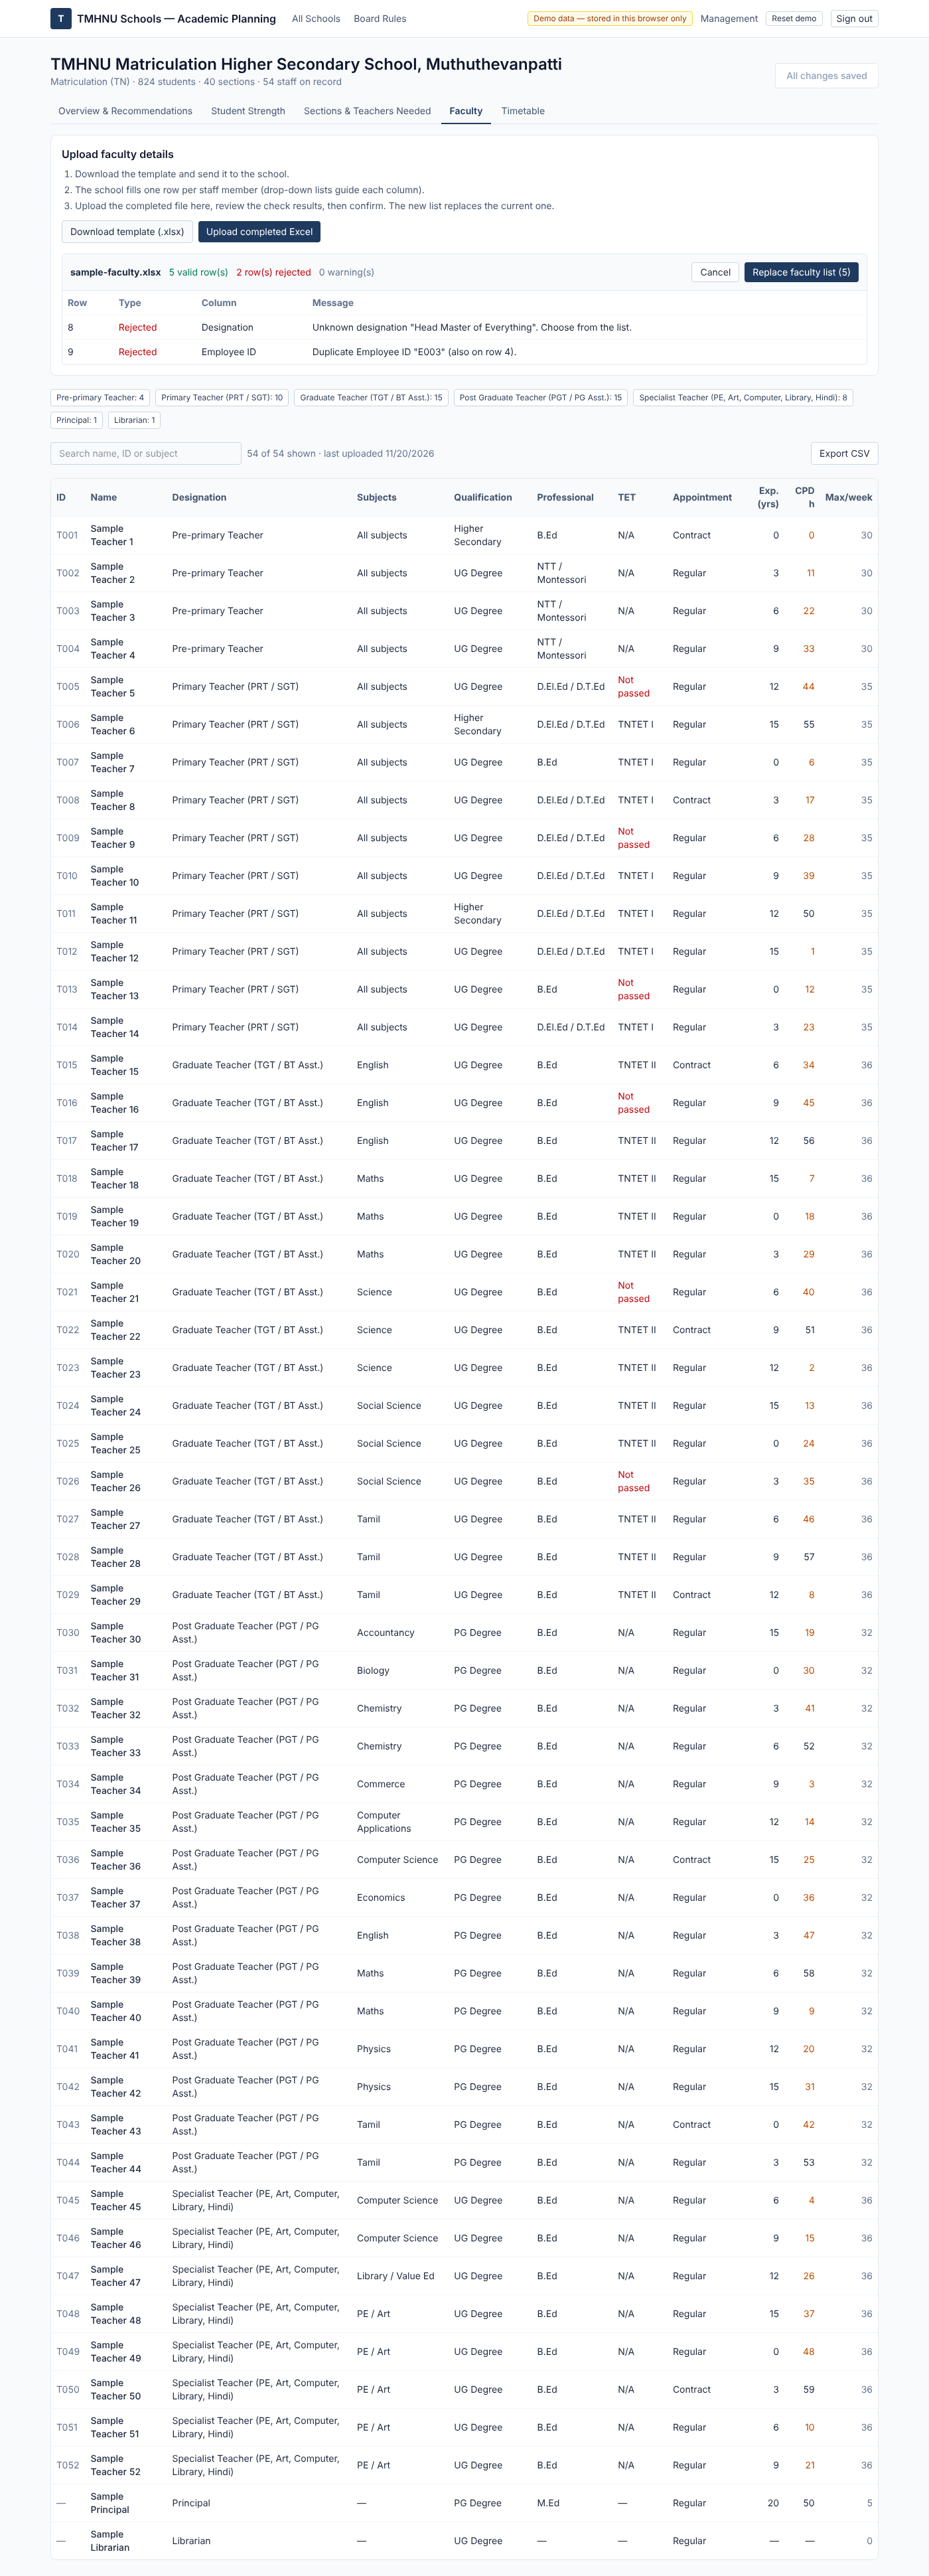 T TMHNU Schools — Academic Planning All Schools Board Rules Demo data — stored in this browser only Management Reset demo Sign out
TMHNU Matriculation Higher Secondary School, Muthuthevanpatti
Matriculation (TN) · 824 students · 40 sections · 54 staff on record
All changes saved
Overview & Recommendations Student Strength Sections & Teachers Needed Faculty Timetable
Upload faculty details
1. Download the template and send it to the school.
2. The school fills one row per staff member (drop-down lists guide each column).
3. Upload the completed file here, review the check results, then confirm. The new list replaces the current one.
Download template (.xlsx) Upload completed Excel
sample-faculty.xlsx 5 valid row(s) 2 row(s) rejected 0 warning(s) Cancel Replace faculty list (5)
Row Type Column Message
8 Rejected Designation Unknown designation "Head Master of Everything". Choose from the list.
9 Rejected Employee ID Duplicate Employee ID "E003" (also on row 4).
Pre-primary Teacher: 4 Primary Teacher (PRT / SGT): 10 Graduate Teacher (TGT / BT Asst.): 15 Post Graduate Teacher (PGT / PG Asst.): 15 Specialist Teacher (PE, Art, Computer, Library, Hindi): 8
Principal: 1 Librarian: 1
Search name, ID or subject 54 of 54 shown · last uploaded 11/20/2026 Export CSV
ID Name Designation Subjects Qualification Professional TET Appointment Exp. (yrs) CPD h Max/week
T001 Sample Teacher 1 Pre-primary Teacher All subjects Higher Secondary B.Ed N/A Contract 0 0 30
T002 Sample Teacher 2 Pre-primary Teacher All subjects UG Degree NTT / Montessori N/A Regular 3 11 30
T003 Sample Teacher 3 Pre-primary Teacher All subjects UG Degree NTT / Montessori N/A Regular 6 22 30
T004 Sample Teacher 4 Pre-primary Teacher All subjects UG Degree NTT / Montessori N/A Regular 9 33 30
T005 Sample Teacher 5 Primary Teacher (PRT / SGT) All subjects UG Degree D.El.Ed / D.T.Ed Not passed Regular 12 44 35
T006 Sample Teacher 6 Primary Teacher (PRT / SGT) All subjects Higher Secondary D.El.Ed / D.T.Ed TNTET I Regular 15 55 35
T007 Sample Teacher 7 Primary Teacher (PRT / SGT) All subjects UG Degree B.Ed TNTET I Regular 0 6 35
T008 Sample Teacher 8 Primary Teacher (PRT / SGT) All subjects UG Degree D.El.Ed / D.T.Ed TNTET I Contract 3 17 35
T009 Sample Teacher 9 Primary Teacher (PRT / SGT) All subjects UG Degree D.El.Ed / D.T.Ed Not passed Regular 6 28 35
T010 Sample Teacher 10 Primary Teacher (PRT / SGT) All subjects UG Degree D.El.Ed / D.T.Ed TNTET I Regular 9 39 35
T011 Sample Teacher 11 Primary Teacher (PRT / SGT) All subjects Higher Secondary D.El.Ed / D.T.Ed TNTET I Regular 12 50 35
T012 Sample Teacher 12 Primary Teacher (PRT / SGT) All subjects UG Degree D.El.Ed / D.T.Ed TNTET I Regular 15 1 35
T013 Sample Teacher 13 Primary Teacher (PRT / SGT) All subjects UG Degree B.Ed Not passed Regular 0 12 35
T014 Sample Teacher 14 Primary Teacher (PRT / SGT) All subjects UG Degree D.El.Ed / D.T.Ed TNTET I Regular 3 23 35
T015 Sample Teacher 15 Graduate Teacher (TGT / BT Asst.) English UG Degree B.Ed TNTET II Contract 6 34 36
T016 Sample Teacher 16 Graduate Teacher (TGT / BT Asst.) English UG Degree B.Ed Not passed Regular 9 45 36
T017 Sample Teacher 17 Graduate Teacher (TGT / BT Asst.) English UG Degree B.Ed TNTET II Regular 12 56 36
T018 Sample Teacher 18 Graduate Teacher (TGT / BT Asst.) Maths UG Degree B.Ed TNTET II Regular 15 7 36
T019 Sample Teacher 19 Graduate Teacher (TGT / BT Asst.) Maths UG Degree B.Ed TNTET II Regular 0 18 36
T020 Sample Teacher 20 Graduate Teacher (TGT / BT Asst.) Maths UG Degree B.Ed TNTET II Regular 3 29 36
T021 Sample Teacher 21 Graduate Teacher (TGT / BT Asst.) Science UG Degree B.Ed Not passed Regular 6 40 36
T022 Sample Teacher 22 Graduate Teacher (TGT / BT Asst.) Science UG Degree B.Ed TNTET II Contract 9 51 36
T023 Sample Teacher 23 Graduate Teacher (TGT / BT Asst.) Science UG Degree B.Ed TNTET II Regular 12 2 36
T024 Sample Teacher 24 Graduate Teacher (TGT / BT Asst.) Social Science UG Degree B.Ed TNTET II Regular 15 13 36
T025 Sample Teacher 25 Graduate Teacher (TGT / BT Asst.) Social Science UG Degree B.Ed TNTET II Regular 0 24 36
T026 Sample Teacher 26 Graduate Teacher (TGT / BT Asst.) Social Science UG Degree B.Ed Not passed Regular 3 35 36
T027 Sample Teacher 27 Graduate Teacher (TGT / BT Asst.) Tamil UG Degree B.Ed TNTET II Regular 6 46 36
T028 Sample Teacher 28 Graduate Teacher (TGT / BT Asst.) Tamil UG Degree B.Ed TNTET II Regular 9 57 36
T029 Sample Teacher 29 Graduate Teacher (TGT / BT Asst.) Tamil UG Degree B.Ed TNTET II Contract 12 8 36
T030 Sample Teacher 30 Post Graduate Teacher (PGT / PG Asst.) Accountancy PG Degree B.Ed N/A Regular 15 19 32
T031 Sample Teacher 31 Post Graduate Teacher (PGT / PG Asst.) Biology PG Degree B.Ed N/A Regular 0 30 32
T032 Sample Teacher 32 Post Graduate Teacher (PGT / PG Asst.) Chemistry PG Degree B.Ed N/A Regular 3 41 32
T033 Sample Teacher 33 Post Graduate Teacher (PGT / PG Asst.) Chemistry PG Degree B.Ed N/A Regular 6 52 32
T034 Sample Teacher 34 Post Graduate Teacher (PGT / PG Asst.) Commerce PG Degree B.Ed N/A Regular 9 3 32
T035 Sample Teacher 35 Post Graduate Teacher (PGT / PG Asst.) Computer Applications PG Degree B.Ed N/A Regular 12 14 32
T036 Sample Teacher 36 Post Graduate Teacher (PGT / PG Asst.) Computer Science PG Degree B.Ed N/A Contract 15 25 32
T037 Sample Teacher 37 Post Graduate Teacher (PGT / PG Asst.) Economics PG Degree B.Ed N/A Regular 0 36 32
T038 Sample Teacher 38 Post Graduate Teacher (PGT / PG Asst.) English PG Degree B.Ed N/A Regular 3 47 32
T039 Sample Teacher 39 Post Graduate Teacher (PGT / PG Asst.) Maths PG Degree B.Ed N/A Regular 6 58 32
T040 Sample Teacher 40 Post Graduate Teacher (PGT / PG Asst.) Maths PG Degree B.Ed N/A Regular 9 9 32
T041 Sample Teacher 41 Post Graduate Teacher (PGT / PG Asst.) Physics PG Degree B.Ed N/A Regular 12 20 32
T042 Sample Teacher 42 Post Graduate Teacher (PGT / PG Asst.) Physics PG Degree B.Ed N/A Regular 15 31 32
T043 Sample Teacher 43 Post Graduate Teacher (PGT / PG Asst.) Tamil PG Degree B.Ed N/A Contract 0 42 32
T044 Sample Teacher 44 Post Graduate Teacher (PGT / PG Asst.) Tamil PG Degree B.Ed N/A Regular 3 53 32
T045 Sample Teacher 45 Specialist Teacher (PE, Art, Computer, Library, Hindi) Computer Science UG Degree B.Ed N/A Regular 6 4 36
T046 Sample Teacher 46 Specialist Teacher (PE, Art, Computer, Library, Hindi) Computer Science UG Degree B.Ed N/A Regular 9 15 36
T047 Sample Teacher 47 Specialist Teacher (PE, Art, Computer, Library, Hindi) Library / Value Ed UG Degree B.Ed N/A Regular 12 26 36
T048 Sample Teacher 48 Specialist Teacher (PE, Art, Computer, Library, Hindi) PE / Art UG Degree B.Ed N/A Regular 15 37 36
T049 Sample Teacher 49 Specialist Teacher (PE, Art, Computer, Library, Hindi) PE / Art UG Degree B.Ed N/A Regular 0 48 36
T050 Sample Teacher 50 Specialist Teacher (PE, Art, Computer, Library, Hindi) PE / Art UG Degree B.Ed N/A Contract 3 59 36
T051 Sample Teacher 51 Specialist Teacher (PE, Art, Computer, Library, Hindi) PE / Art UG Degree B.Ed N/A Regular 6 10 36
T052 Sample Teacher 52 Specialist Teacher (PE, Art, Computer, Library, Hindi) PE / Art UG Degree B.Ed N/A Regular 9 21 36
— Sample Principal Principal — PG Degree M.Ed — Regular 20 50 5
— Sample Librarian Librarian — UG Degree — — Regular — — 0